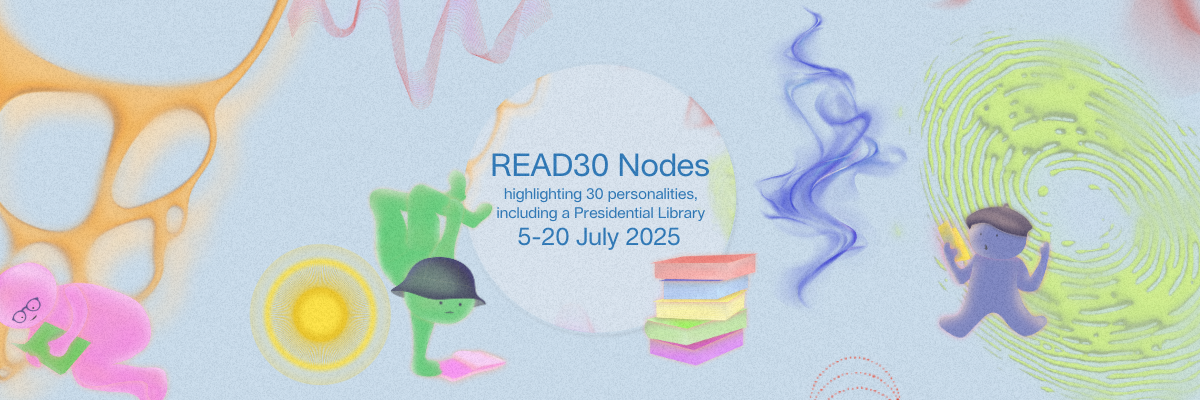 READ30 Nodes
highlighting 30 personalities,
including a Presidential Library
5-20 July 2025